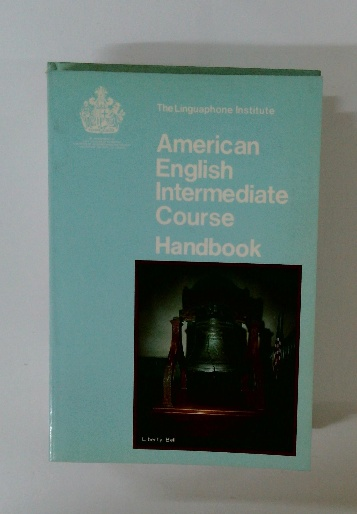 The Linguaphone Institute
American
English
Intermediate
Course
Handbook
Liberty Bell